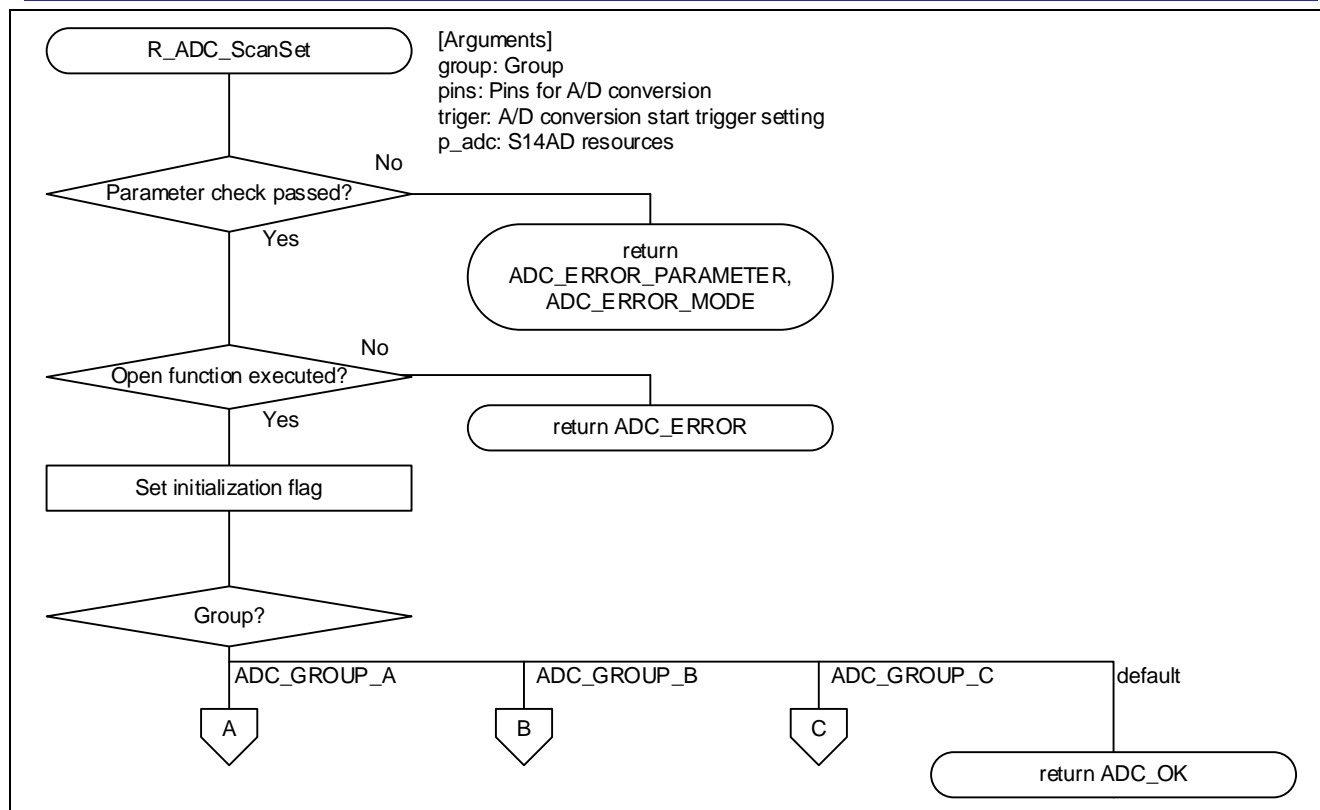 R_ADC_ScanSet
[Arguments]
group: Group
pins: Pins for A/D conversion
triger: A/D conversion start trigger setting
p_adc: S14AD resources
No
Parameter check passed?
Yes
return
ADC_ERROR_PARAMETER,
ADC_ERROR_MODE
No
Open function executed?
Yes
return ADC_ERROR
Set initialization flag
Group?
ADC_GROUP_A
ADC_GROUP_B
ADC_GROUP_C
default
A
B
C
return ADC_OK